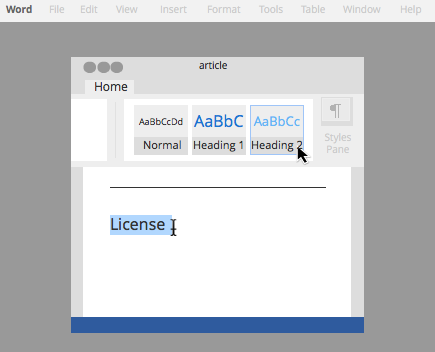 Word File Edit View Insert Format Tools Table Window Help
article
Home
AaBbCcDd AaBbC AaBbCc
Normal Heading 1 Heading 2
Styles
Pane
License